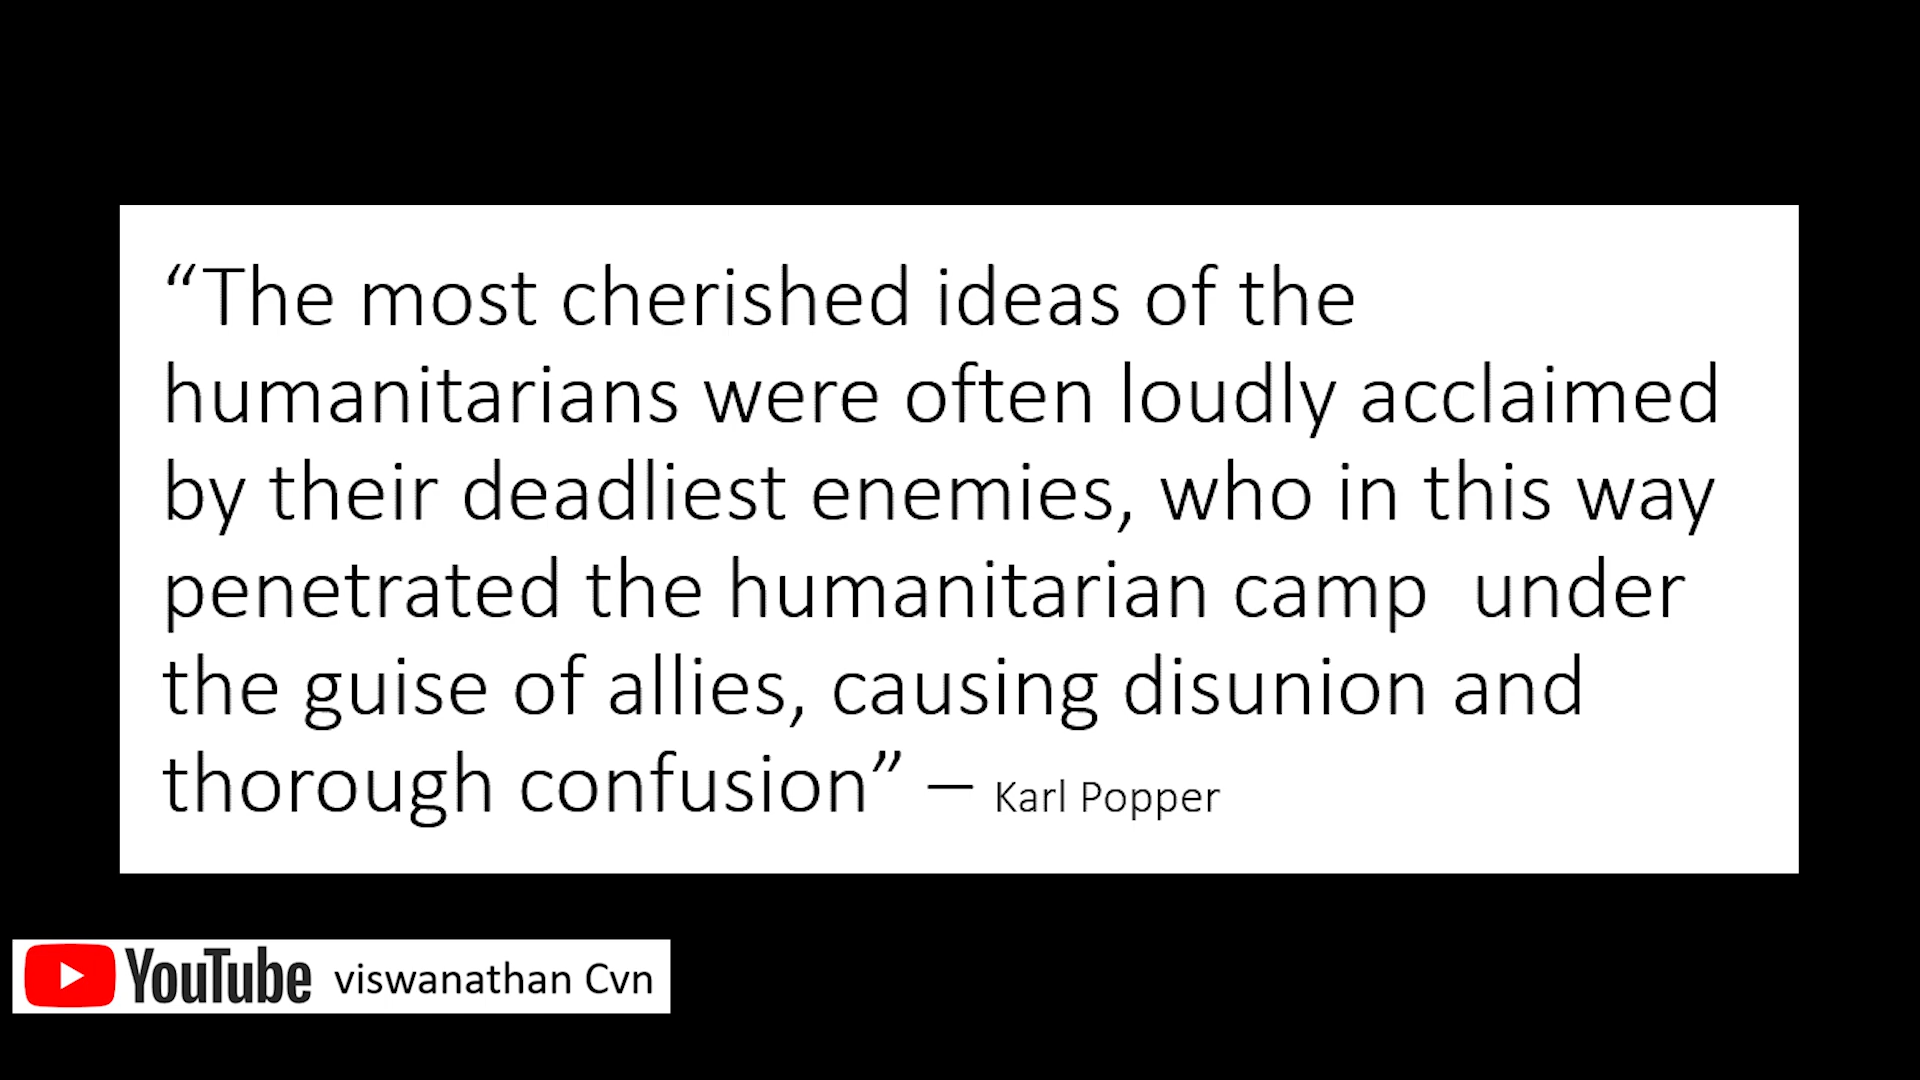 “The most cherished ideas of the
humanitarians were often loudly acclaimed
by their deadliest enemies, who in this way
penetrated the humanitarian camp  under
the guise of allies, causing disunion and
thorough confusion” – Karl Popper
YouTube viswanathan Cvn